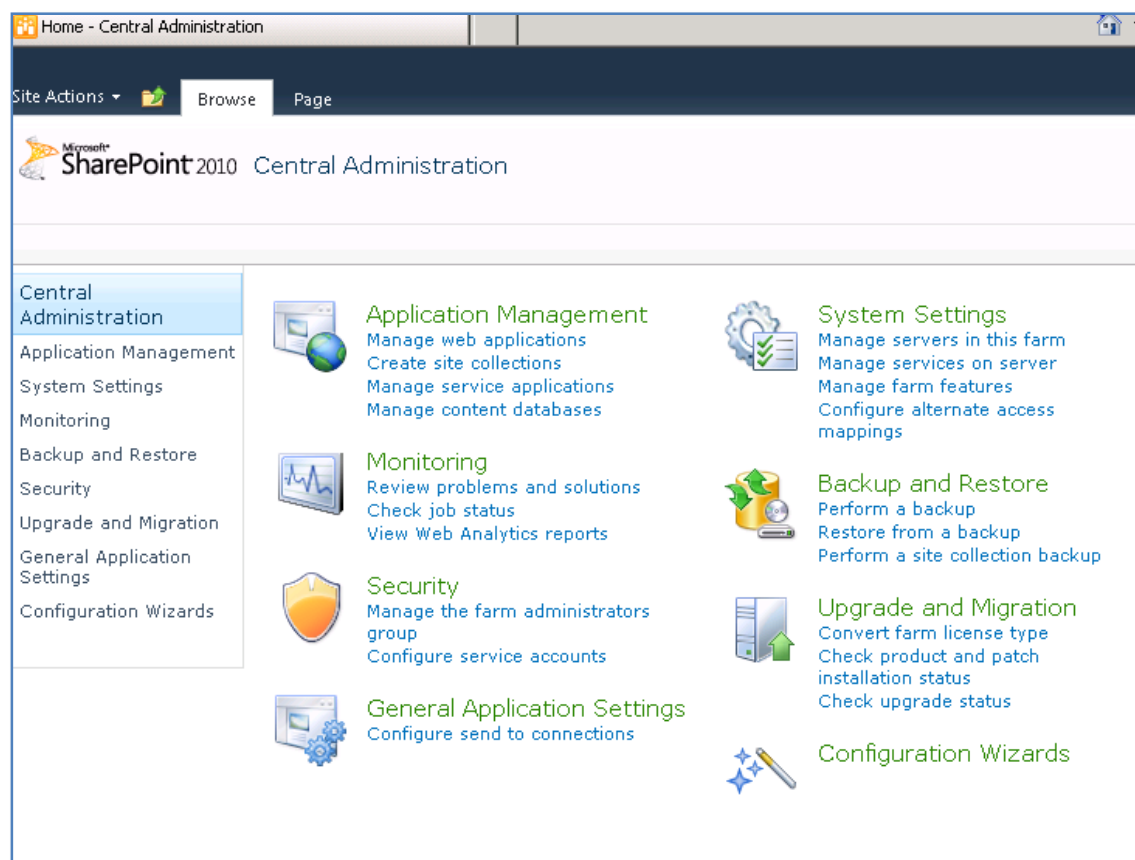 Home - Central Administration
Site Actions
Browse
Page
Microsoft®
SharePoint 2010 Central Administration
Central
Administration
Application Management
System Settings
Monitoring
Backup and Restore
Security
Upgrade and Migration
General Application
Settings
Configuration Wizards
Application Management
Manage web applications
Create site collections
Manage service applications
Manage content databases
Monitoring
Review problems and solutions
Check job status
View Web Analytics reports
Security
Manage the farm administrators
group
Configure service accounts
General Application Settings
Configure send to connections
System Settings
Manage servers in this farm
Manage services on server
Manage farm features
Configure alternate access
mappings
Backup and Restore
Perform a backup
Restore from a backup
Perform a site collection backup
Upgrade and Migration
Convert farm license type
Check product and patch
installation status
Check upgrade status
Configuration Wizards